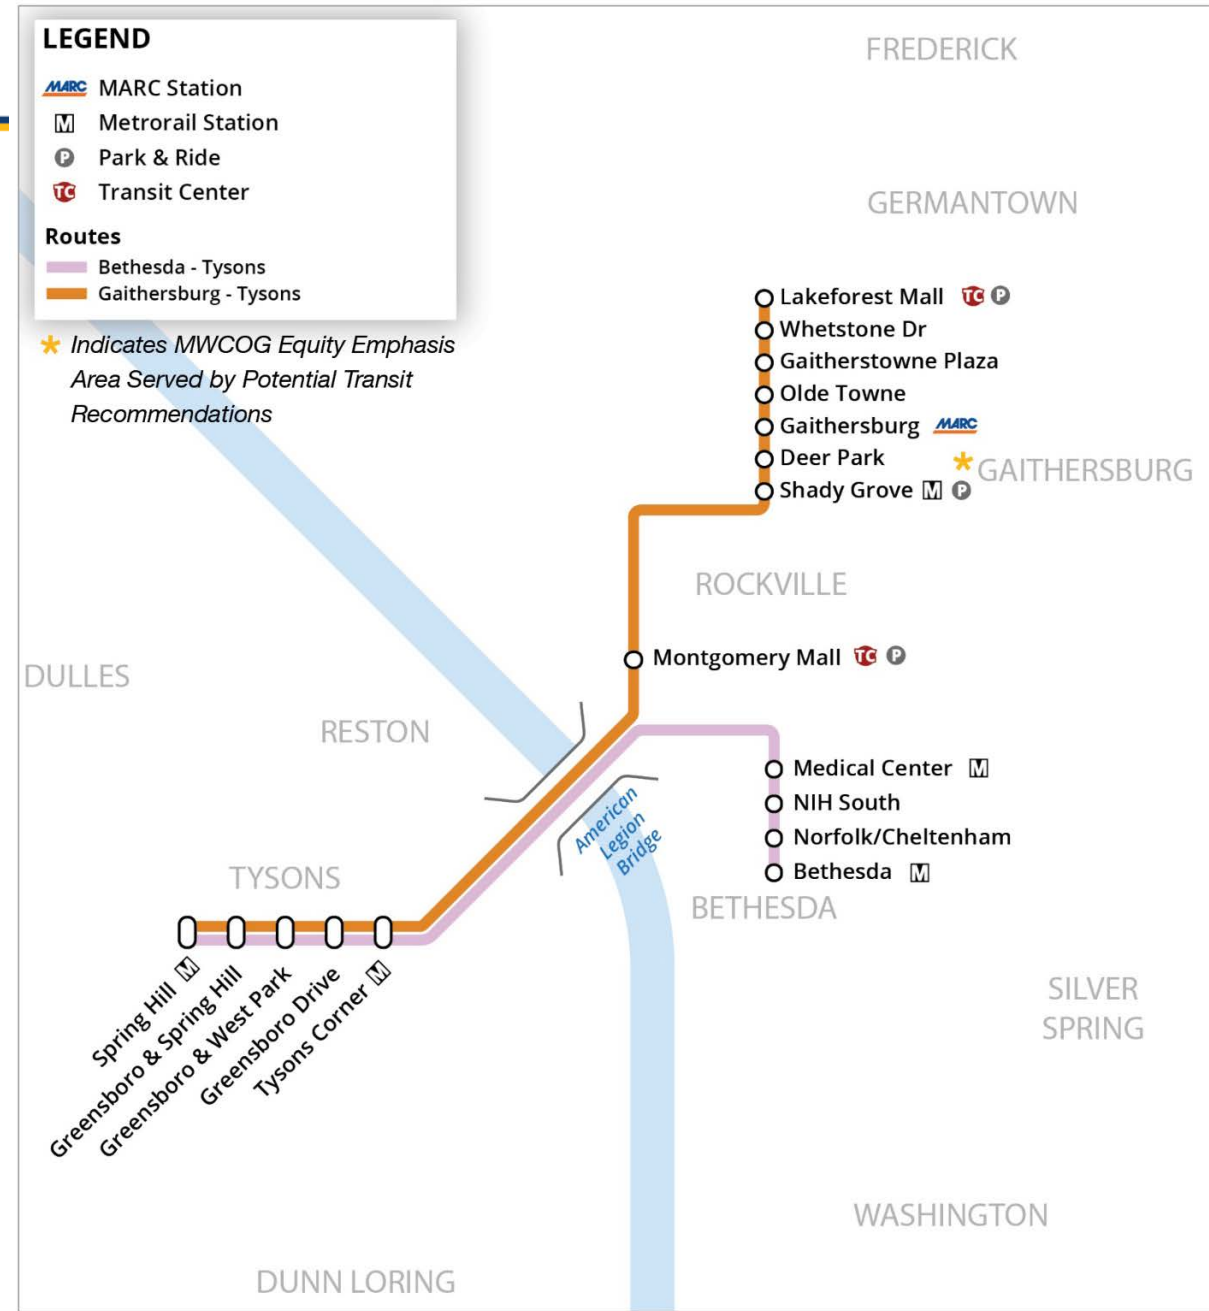 LEGEND
MARC MARC Station
M Metrorail Station
P Park & Ride
TC Transit Center
Routes
Bethesda - Tysons
Gaithersburg - Tysons
* Indicates MWCOG Equity Emphasis
Area Served by Potential Transit
Recommendations
FREDERICK
GERMANTOWN
Lakeforest Mall TC P
Whetstone Dr
Gaitherstowne Plaza
Olde Towne
Gaithersburg MARC
Deer Park
* GAITHERSBURG
Shady Grove M P
ROCKVILLE
Montgomery Mall TC P
DULLES
RESTON
Medical Center M
NIH South
Norfolk/Cheltenham
Bethesda M
American
Legion
Bridge
TYSONS
BETHESDA
Spring Hill M
Greensboro & Spring Hill
Greensboro & West Park
Greensboro Drive
Tysons Corner M
SILVER
SPRING
WASHINGTON
DUNN LORING